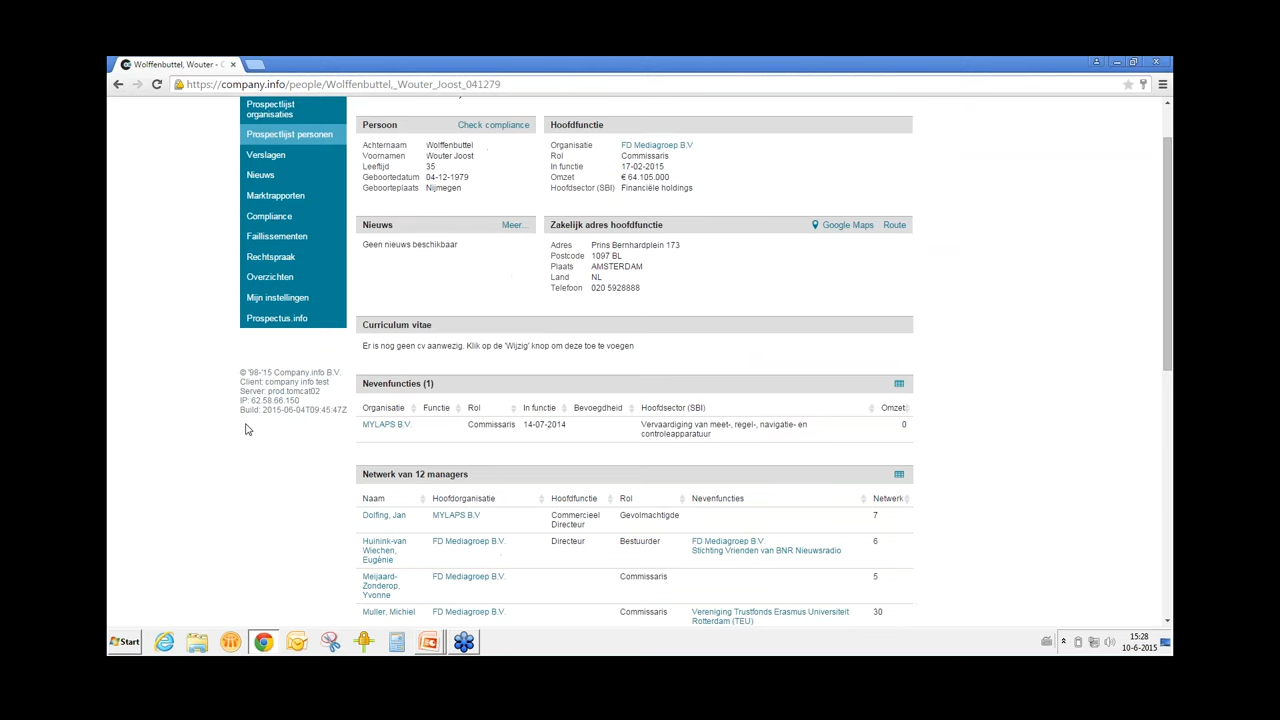 Wolffenbuttel, Wouter - C
https://company.info/people/Wolffenbuttel,_Wouter_Joost_041279
Prospectlijst
organisaties
Prospectlijst personen
Verslagen
Nieuws
Marktrapporten
Compliance
Faillissementen
Rechtspraak
Overzichten
Mijn instellingen
Prospectus.info
© '98-'15 Company.info B.V.
Client: company info test
Server: prod.tomcat02
IP: 62.58.66.150
Build: 2015-06-04T09:45:47Z
Persoon Check compliance
Achternaam Wolffenbuttel
Voornamen Wouter Joost
Leeftijd 35
Geboortedatum 04-12-1979
Geboorteplaats Nijmegen
Hoofdfunctie
Organisatie FD Mediagroep B.V
Rol Commissaris
In functie 17-02-2015
Omzet € 64.105.000
Hoofdsector (SBI) Financiële holdings
Nieuws Meer...
Geen nieuws beschikbaar
Zakelijk adres hoofdfunctie Google Maps Route
Adres Prins Bernhardplein 173
Postcode 1097 BL
Plaats AMSTERDAM
Land NL
Telefoon 020 5928888
Curriculum vitae
Er is nog geen cv aanwezig. Klik op de 'Wijzig' knop om deze toe te voegen
Nevenfuncties (1)
Organisatie Functie Rol In functie Bevoegdheid Hoofdsector (SBI) Omzet
MYLAPS B.V. Commissaris 14-07-2014 Vervaardiging van meet-, regel-, navigatie- en 0
controleapparatuur
Netwerk van 12 managers
Naam Hoofdorganisatie Hoofdfunctie Rol Nevenfuncties Netwerk
Dolfing, Jan MYLAPS B.V Commercieel Gevolmachtigde 7
Directeur
Huinink-van FD Mediagroep B.V. Directeur Bestuurder FD Mediagroep B.V. 6
Wiechen, Stichting Vrienden van BNR Nieuwsradio
Eugénie
Meijaard- FD Mediagroep B.V. Commissaris 5
Zonderop,
Yvonne
Muller, Michiel FD Mediagroep B.V. Commissaris Vereniging Trustfonds Erasmus Universiteit 30
Rotterdam (TEU)
Start
15:28
10-6-2015